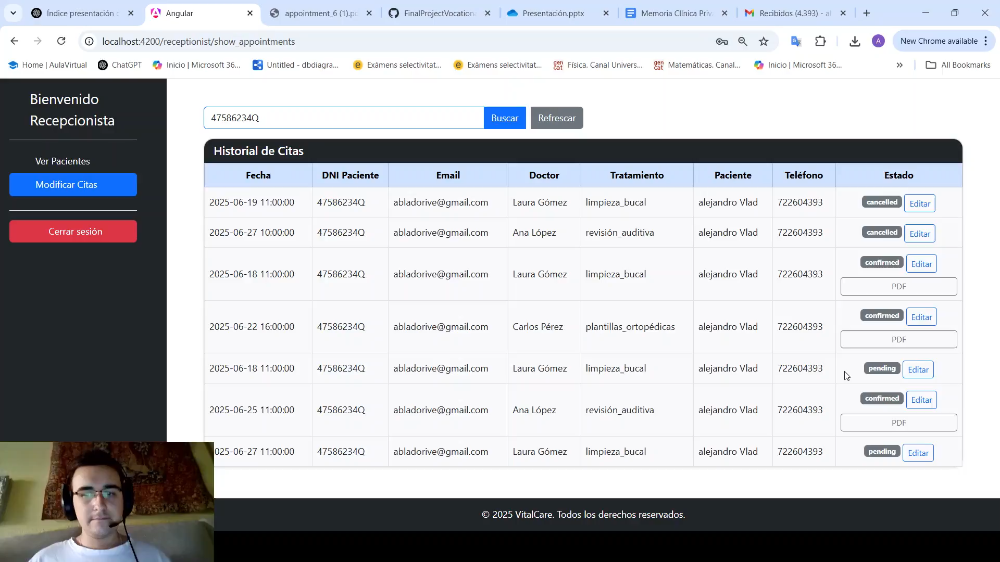 Índice presentación
Angular
appointment_6 (1).pd
FinalProjectVocationa
Presentación.pptx
Memoria Clínica Priv
Recibidos (4.393) - al
localhost:4200/receptionist/show_appointments
A
New Chrome available
Home | AulaVirtual
ChatGPT
Inicio | Microsoft 36...
Untitled - dbdiagra...
Exàmens selectivitat...
Exàmens selectivitat...
gen cat
Física. Canal Univers...
gen cat
Matemáticas. Canal...
Inicio | Microsoft 36...
All Bookmarks
Bienvenido
Recepcionista
Ver Pacientes
Modificar Citas
Cerrar sesión
47586234Q Buscar Refrescar
Historial de Citas
Fecha DNI Paciente Email Doctor Tratamiento Paciente Teléfono Estado
2025-06-19 11:00:00 47586234Q abladorive@gmail.com Laura Gómez limpieza_bucal alejandro Vlad 722604393 cancelled Editar
2025-06-27 10:00:00 47586234Q abladorive@gmail.com Ana López revisión_auditiva alejandro Vlad 722604393 cancelled Editar
2025-06-18 11:00:00 47586234Q abladorive@gmail.com Laura Gómez limpieza_bucal alejandro Vlad 722604393 confirmed Editar
PDF
2025-06-22 16:00:00 47586234Q abladorive@gmail.com Carlos Pérez plantillas_ortopédicas alejandro Vlad 722604393 confirmed Editar
PDF
2025-06-18 11:00:00 47586234Q abladorive@gmail.com Laura Gómez limpieza_bucal alejandro Vlad 722604393 pending Editar
2025-06-25 11:00:00 47586234Q abladorive@gmail.com Ana López revisión_auditiva alejandro Vlad 722604393 confirmed Editar
PDF
025-06-27 11:00:00 47586234Q abladorive@gmail.com Laura Gómez limpieza_bucal alejandro Vlad 722604393 pending Editar
© 2025 VitalCare. Todos los derechos reservados.